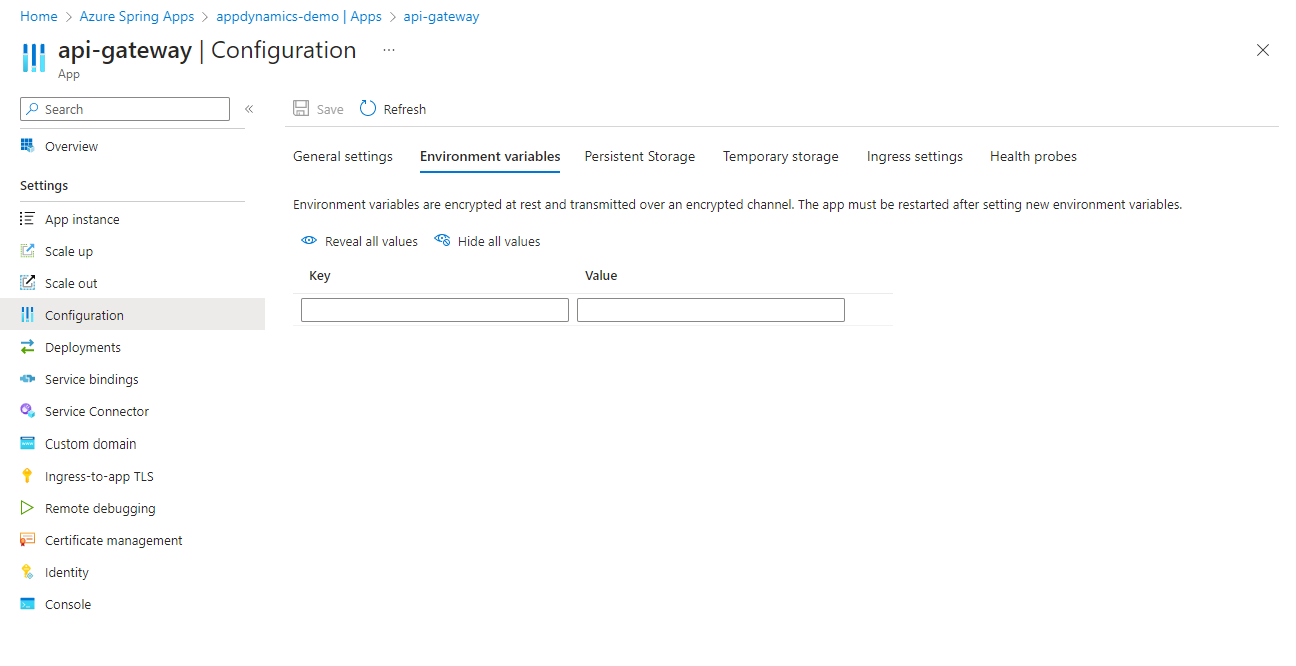 Home > Azure Spring Apps > appdynamics-demo | Apps > api-gateway
api-gateway | Configuration ...
App
Search «
Overview
Settings
App instance
Scale up
Scale out
Configuration
Deployments
Service bindings
Service Connector
Custom domain
Ingress-to-app TLS
Remote debugging
Certificate management
Identity
Console
Save Refresh
General settings Environment variables Persistent Storage Temporary storage Ingress settings Health probes
Environment variables are encrypted at rest and transmitted over an encrypted channel. The app must be restarted after setting new environment variables.
Reveal all values Hide all values
Key Value